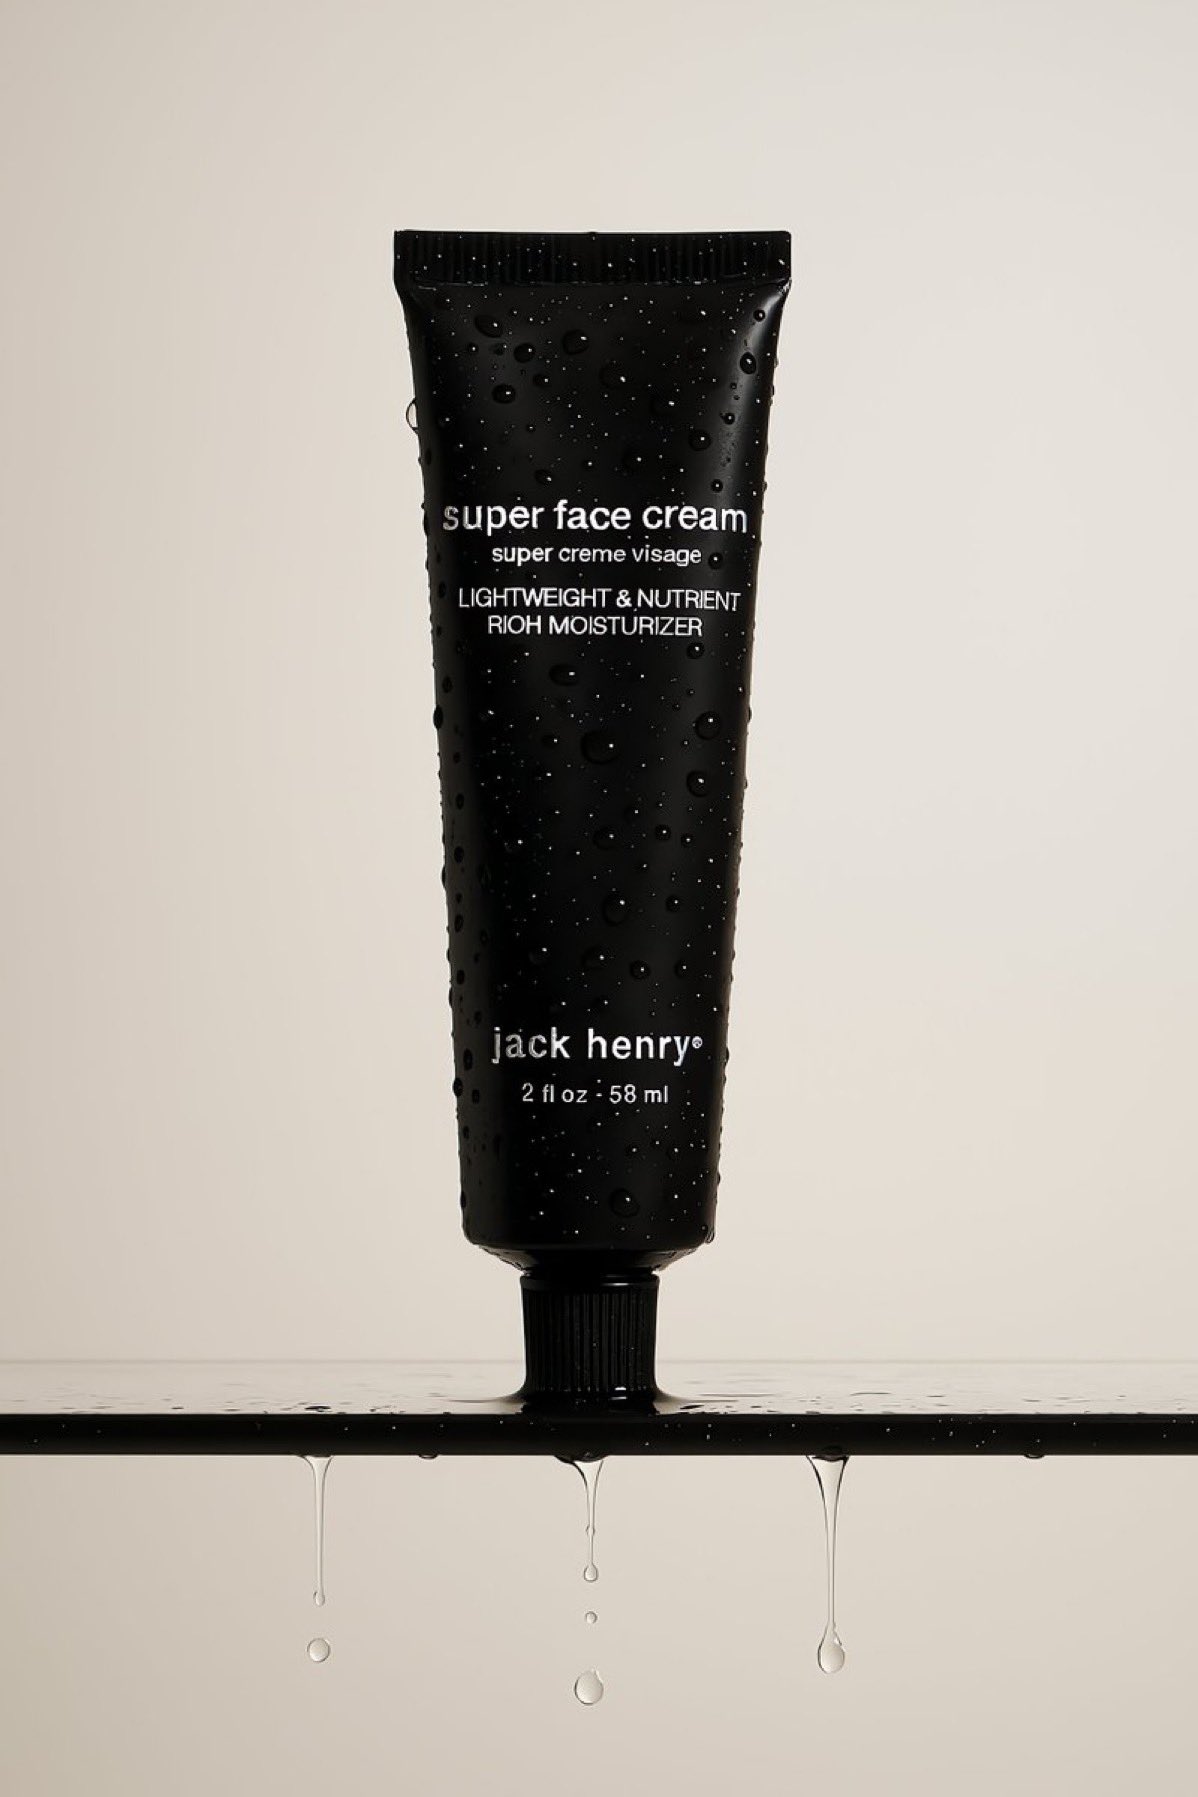 super face cream
super creme visage
LIGHTWEIGHT & NUTRIENT
RIOH MOISTURIZER
jack henry®
2 fl oz - 58 ml